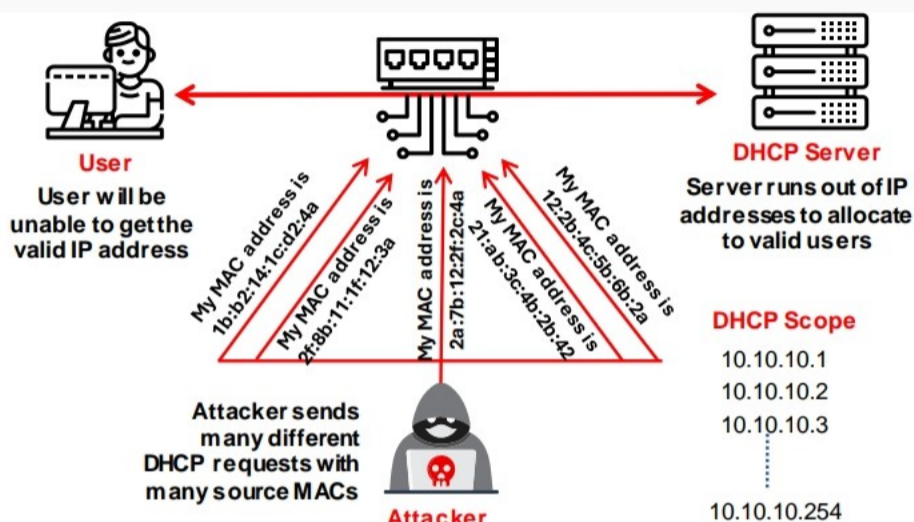 User
User will be
unable to get the
valid IP address
DHCP Server
Server runs out of IP
addresses to allocate
to valid users
My MAC address is
1b:b2:14:1c:d2:4a
My MAC address is
2f:8b:11:1f:12:3a
My MAC address is
2a:7b:12:2f:2c:4a
My MAC address is
21:ab:3c:4b:2b:42
My MAC address is
12:2b:4c:5b:6b:2a
DHCP Scope
10.10.10.1
10.10.10.2
10.10.10.3
10.10.10.254
Attacker sends
many different
DHCP requests with
many source MACs
Attacker